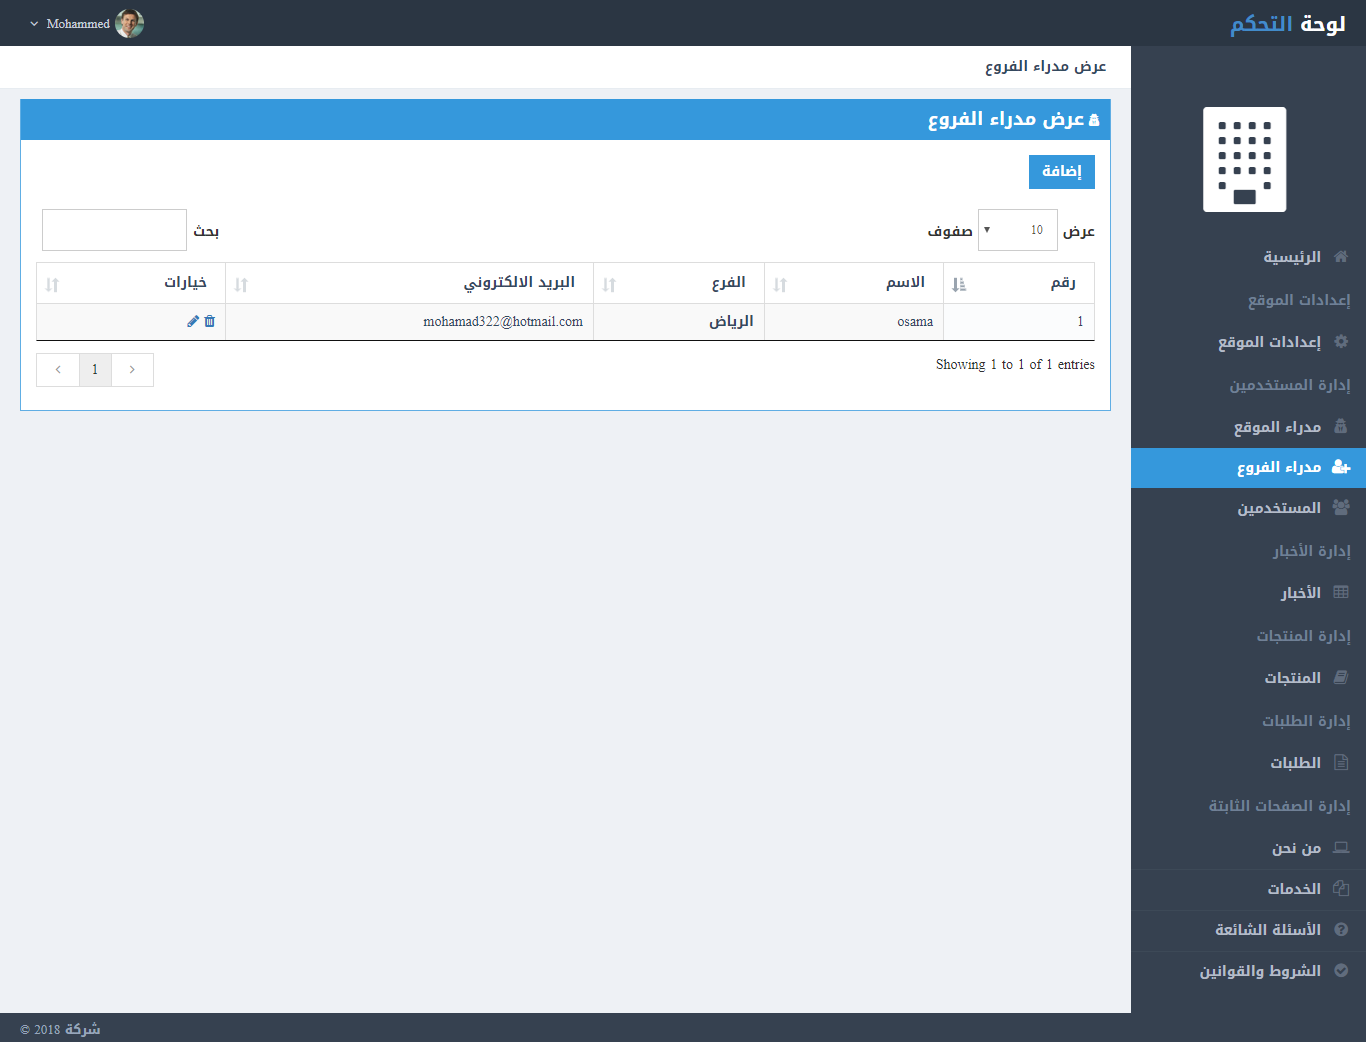 لوحة التحكم
Mohammed
عرض مدراء الفروع
عرض مدراء الفروع
إضافة
عرض 10 صفوف
بحث
رقم الاسم الفرع البريد الالكتروني خيارات
1 osama الرياض mohamad322@hotmail.com
Showing 1 to 1 of 1 entries
1
الرئيسية
إعدادات الموقع
إعدادات الموقع
إدارة المستخدمين
مدراء الموقع
مدراء الفروع
المستخدمين
إدارة الأخبار
الأخبار
إدارة المنتجات
المنتجات
إدارة الطلبات
الطلبات
إدارة الصفحات الثابتة
من نحن
الخدمات
الأسئلة الشائعة
الشروط والقوانين
شركة 2018 ©